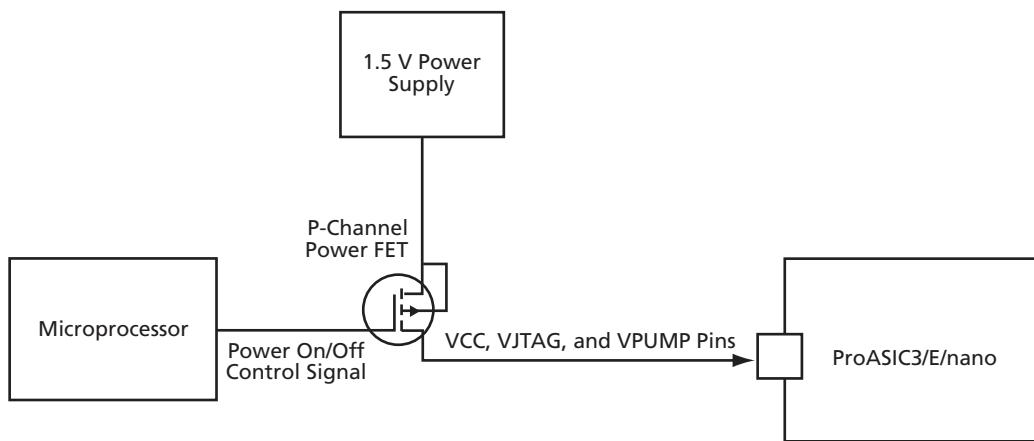 1.5 V Power
Supply
P-Channel
Power FET
Microprocessor
Power On/Off
Control Signal
VCC, VJTAG, and VPUMP Pins
ProASIC3/E/nano